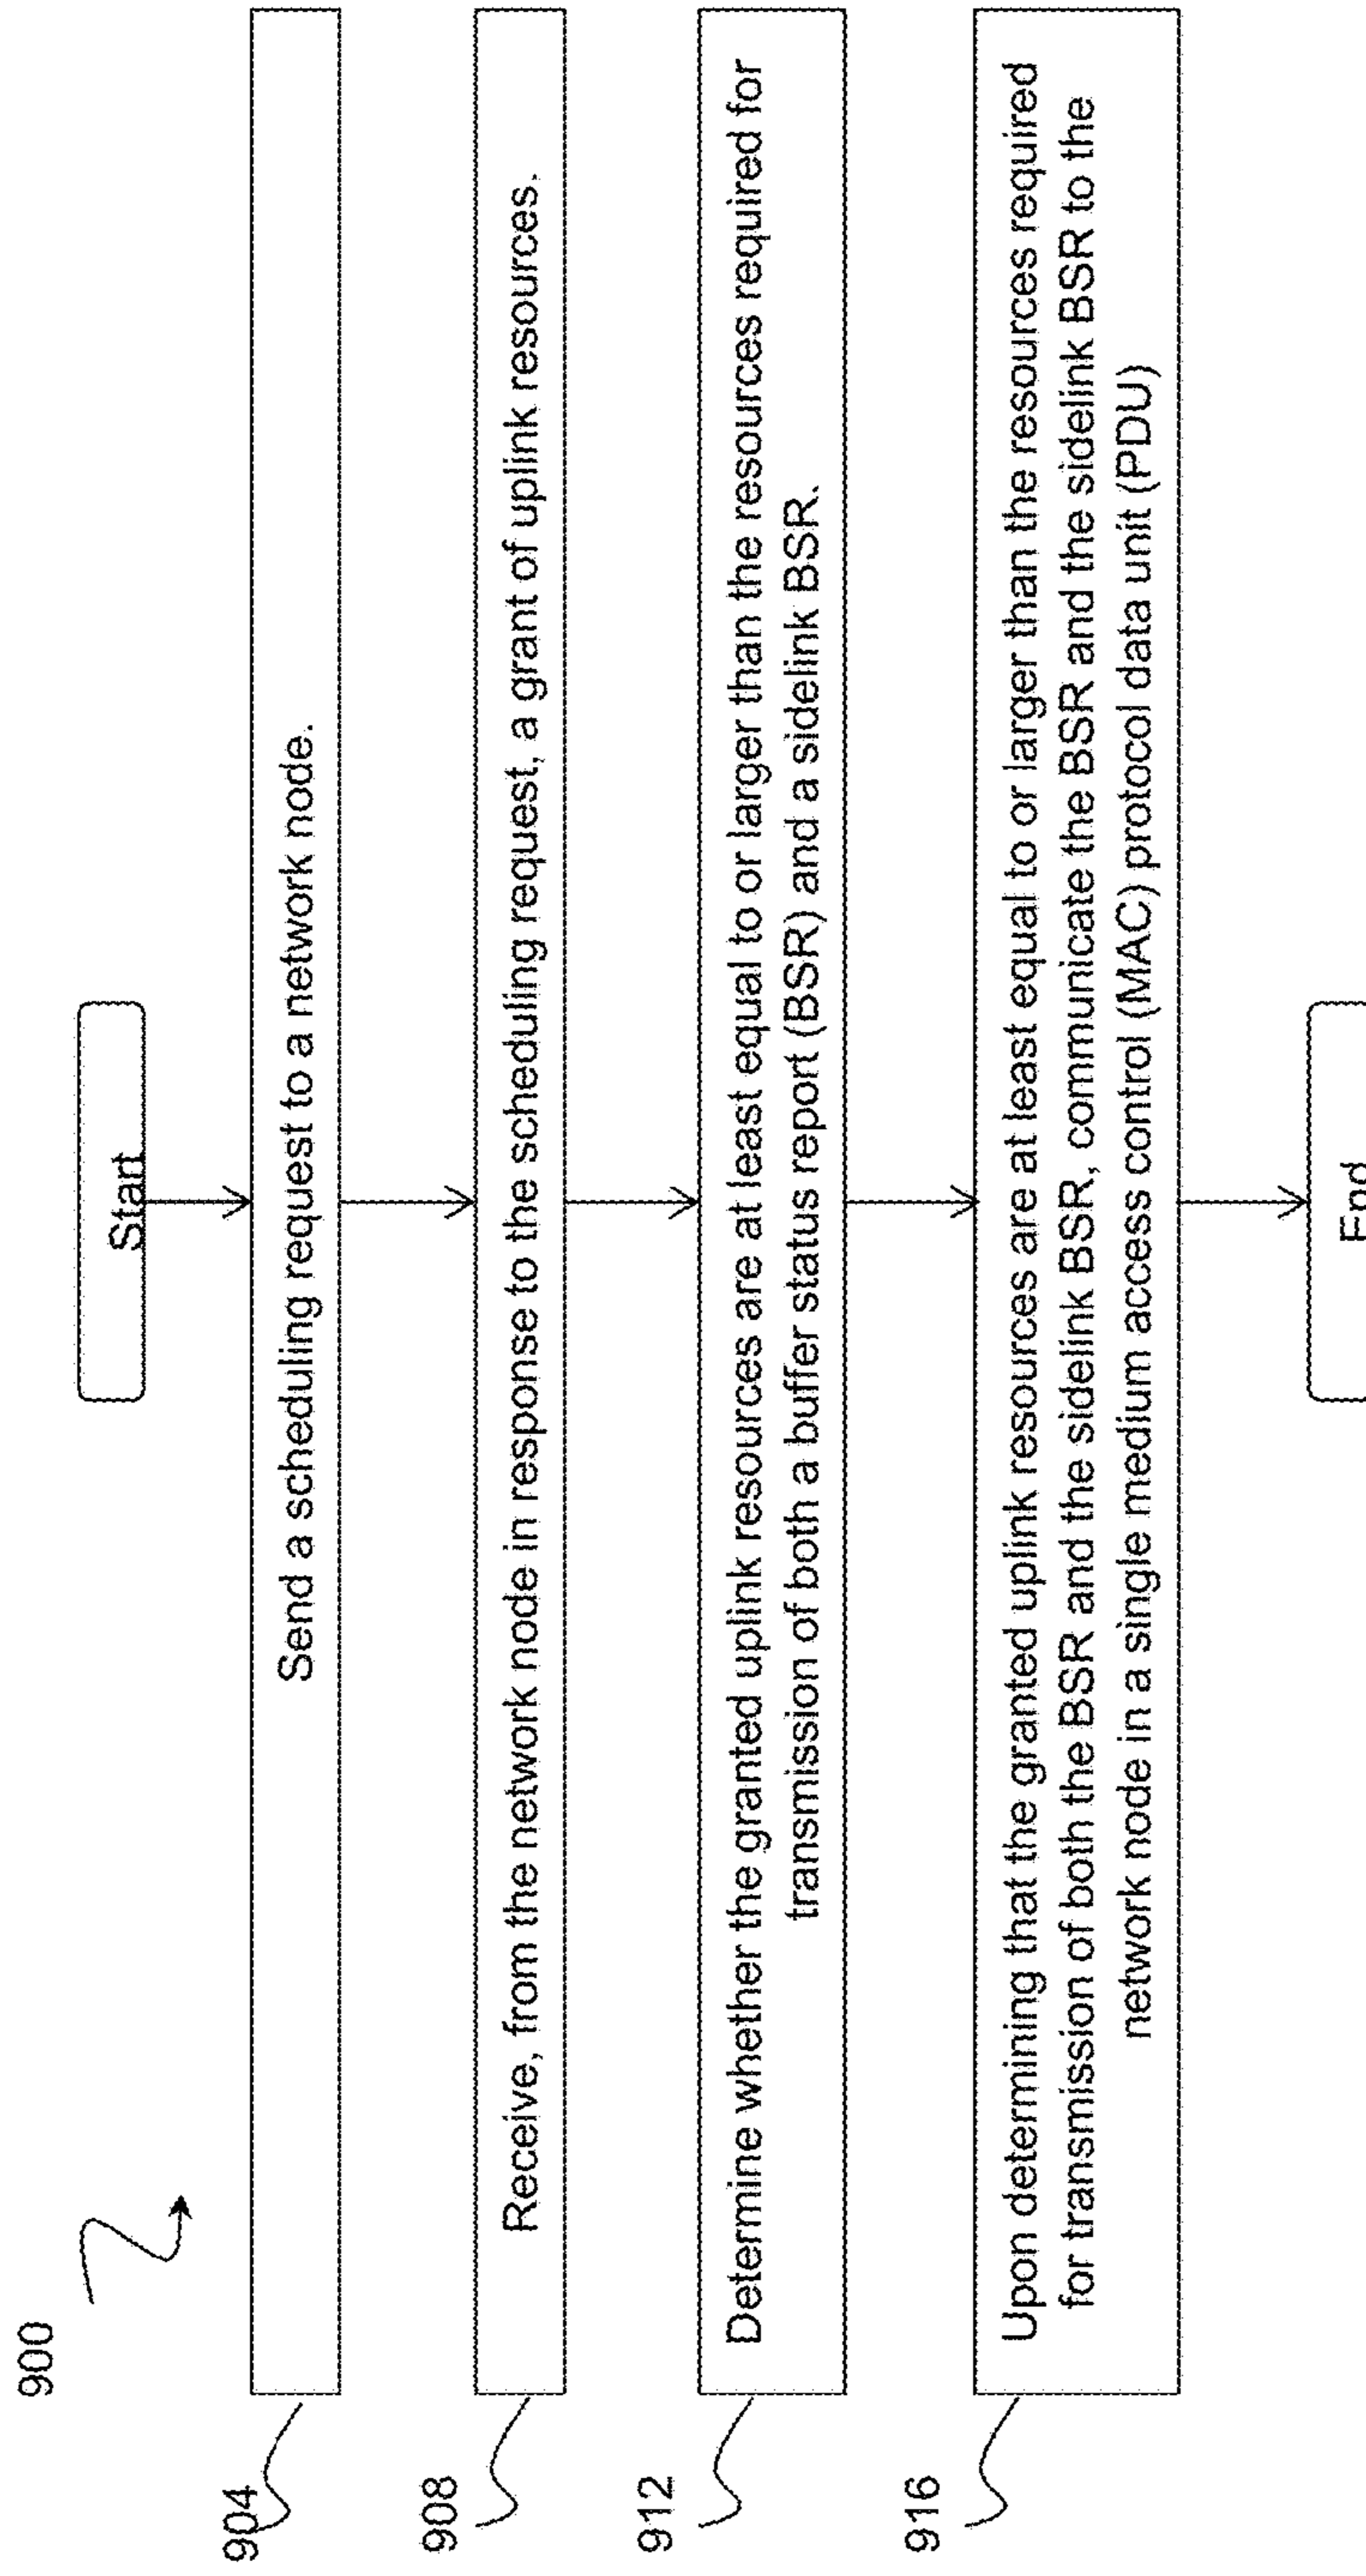 900
Start
904
Send a scheduling request to a network node.
908
Receive, from the network node in response to the scheduling request, a grant of uplink resources.
912
Determine whether the granted uplink resources are at least equal to or larger than the resources required for
transmission of both a buffer status report (BSR) and a sidelink BSR.
916
Upon determining that the granted uplink resources are at least equal to or larger than the resources required
for transmission of both the BSR and the sidelink BSR, communicate the BSR and the sidelink BSR to the
network node in a single medium access control (MAC) protocol data unit (PDU)
End